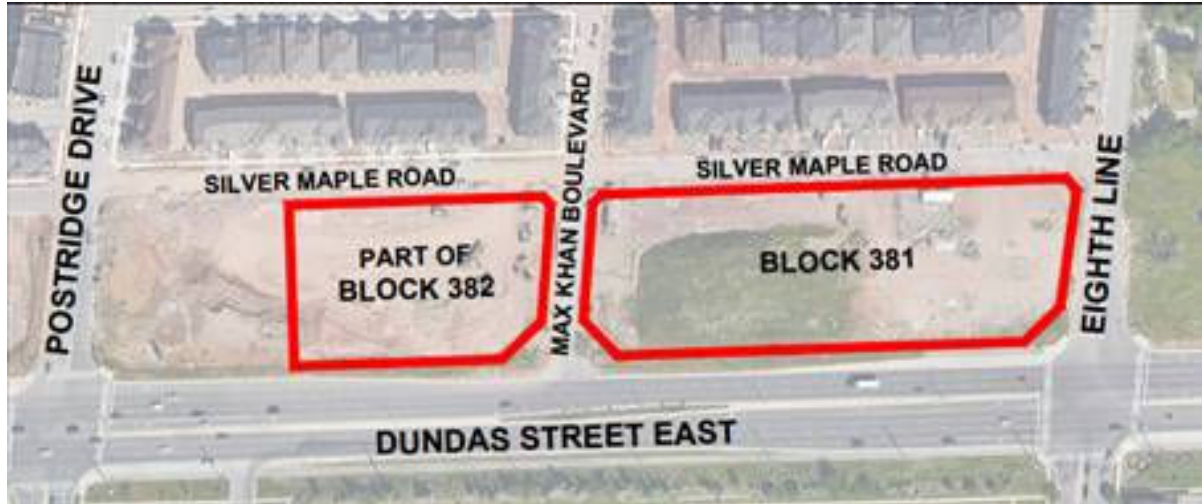 POSTRIDGE DRIVE
SILVER MAPLE ROAD
MAX KHAN BOULEVARD
SILVER MAPLE ROAD
EIGHTH LINE
PART OF
BLOCK 382
BLOCK 381
DUNDAS STREET EAST